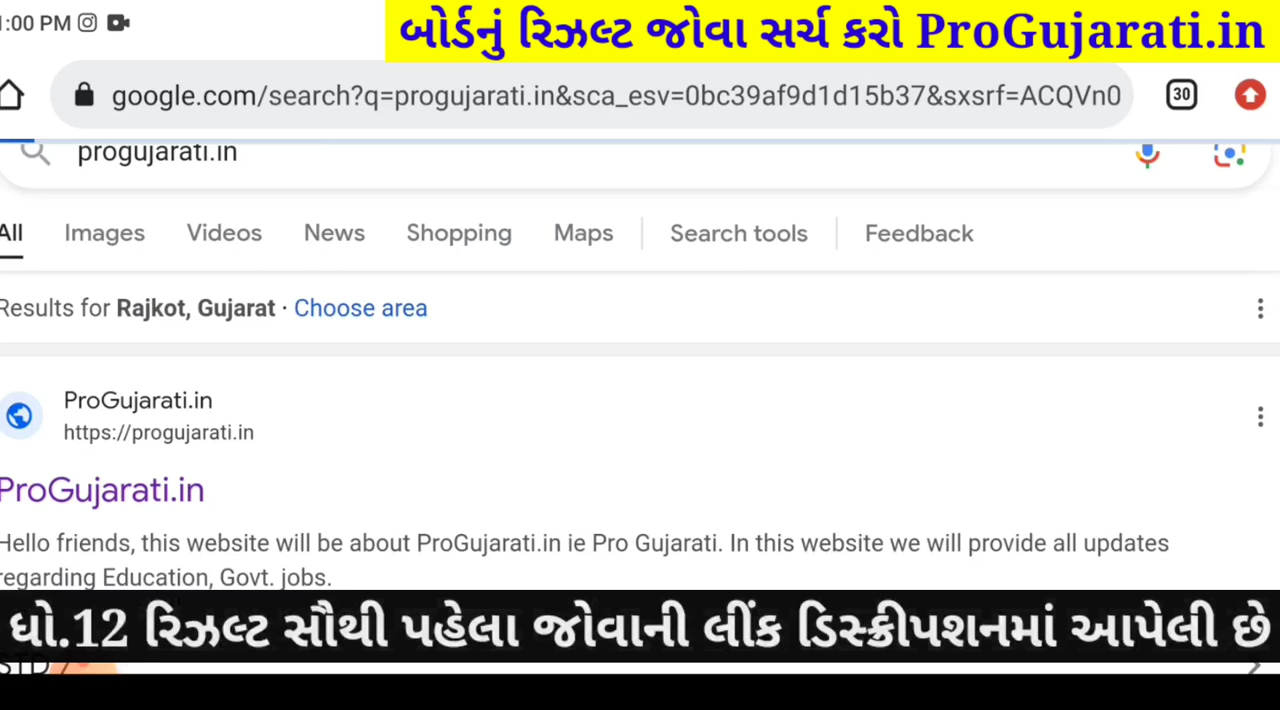 :00 PM
બોર્ડનું રિઝલ્ટ જોવા સર્ચ કરો ProGujarati.in
google.com/search?q=progujarati.in&sca_esv=0bc39af9d1d15b37&sxsrf=ACQVn0
30
progujarati.in
All Images Videos News Shopping Maps Search tools Feedback
Results for Rajkot, Gujarat · Choose area
ProGujarati.in
https://progujarati.in
ProGujarati.in
Hello friends, this website will be about ProGujarati.in ie Pro Gujarati. In this website we will provide all updates
regarding Education, Govt. jobs.
ધો.12 રિઝલ્ટ સૌથી પહેલા જોવાની લીંક ડિસ્ક્રીપશનમાં આપેલી છે
STD